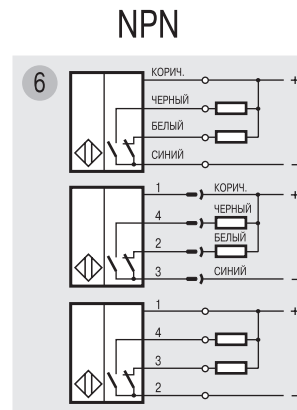 NPN
6
КОРИЧ.
+
ЧЕРНЫЙ
БЕЛЫЙ
СИНИЙ
–
1 КОРИЧ.
+
4 ЧЕРНЫЙ
2 БЕЛЫЙ
3 СИНИЙ
–
1
+
4
3
2
–